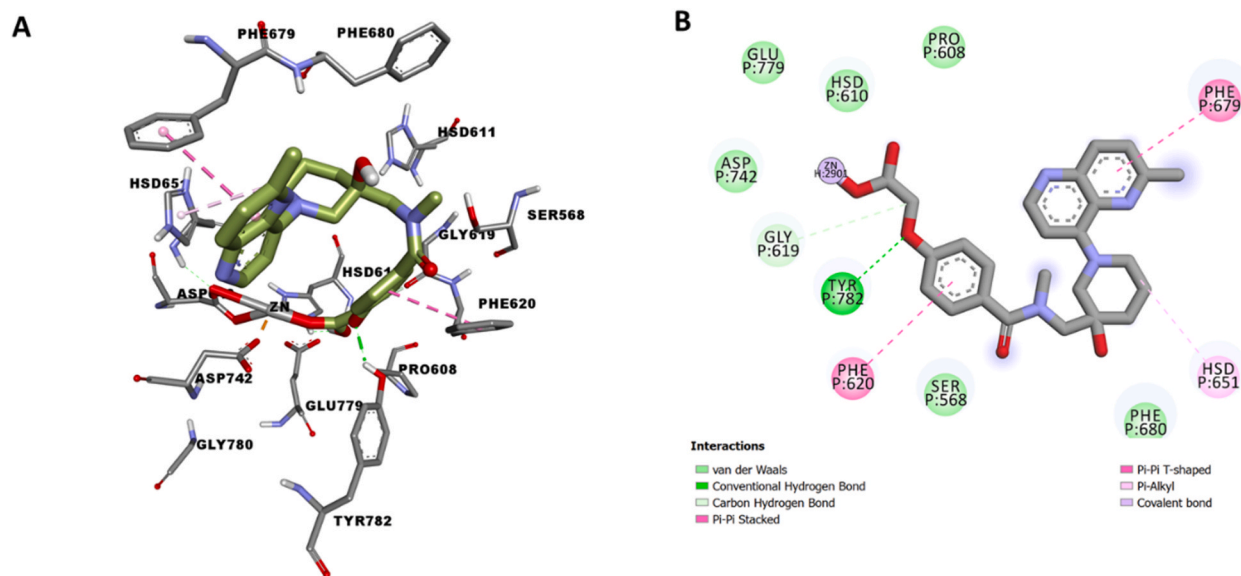 A
PHE679
PHE680
HSD611
HSD651
SER568
GLY619
HSD61
ASP
ZN
PHE620
ASP742
PRO608
GLU779
GLY780
TYR782
B
GLU
P:779
PRO
P:608
HSD
P:610
PHE
P:679
ASP
P:742
ZN
H:2901
GLY
P:619
TYR
P:782
PHE
P:620
SER
P:568
HSD
P:651
PHE
P:680
Interactions
van der Waals
Conventional Hydrogen Bond
Carbon Hydrogen Bond
Pi-Pi Stacked
Pi-Pi T-shaped
Pi-Alkyl
Covalent bond